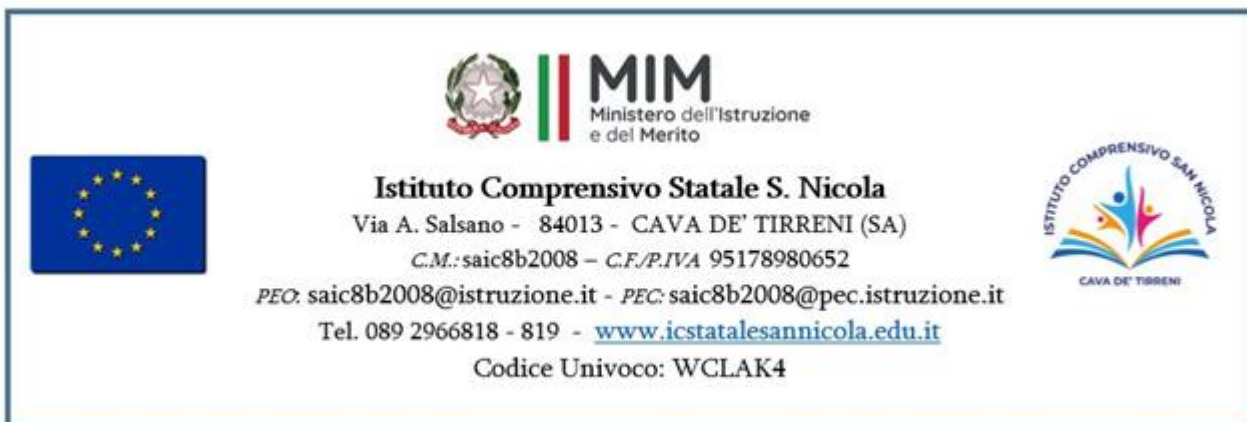 MIM
Ministero dell'Istruzione
e del Merito
Istituto Comprensivo Statale S. Nicola
Via A. Salsano - 84013 - CAVA DE' TIRRENI (SA)
C.M.: saic8b2008 – C.F./P.IVA 95178980652
PEO: saic8b2008@istruzione.it - PEC: saic8b2008@pec.istruzione.it
Tel. 089 2966818 - 819 - www.icstatalesannicola.edu.it
Codice Univoco: WCLAK4
ISTITUTO COMPRENSIVO SAN NICOLA
CAVA DE' TIRRENI